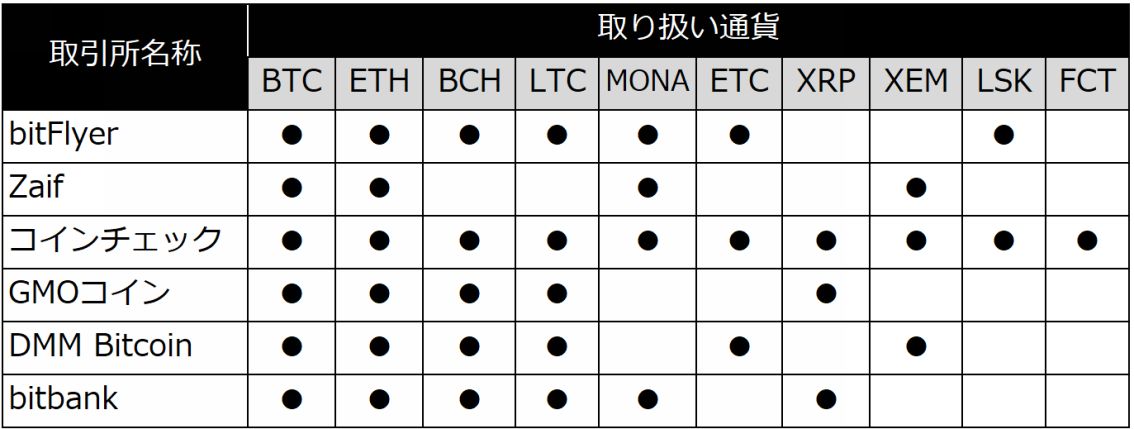 取引所名称 取り扱い通貨
BTC ETH BCH LTC MONA ETC XRP XEM LSK FCT
bitFlyer ● ● ● ● ● ● ●
Zaif ● ● ● ●
コインチェック ● ● ● ● ● ● ● ● ● ●
GMOコイン ● ● ● ● ●
DMM Bitcoin ● ● ● ● ● ●
bitbank ● ● ● ● ● ●